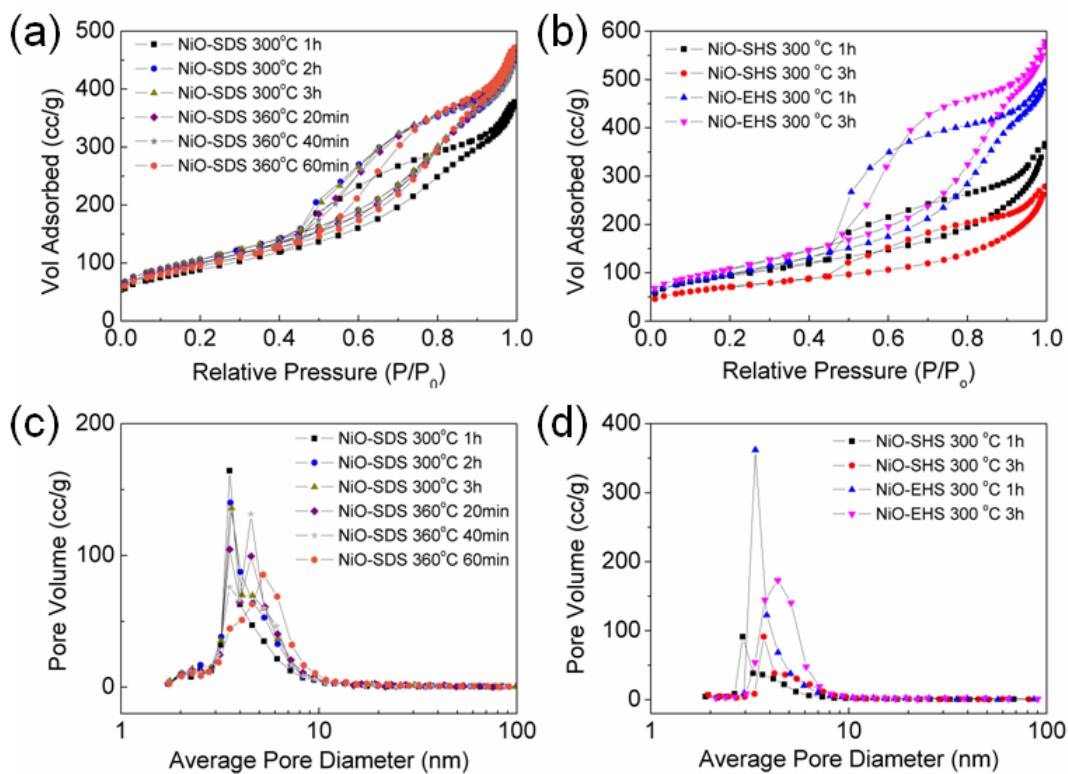 (a)
500
400
300
200
100
0
Vol Adsorbed (cc/g)
NiO-SDS 300°C 1h
NiO-SDS 300°C 2h
NiO-SDS 300°C 3h
NiO-SDS 360°C 20min
NiO-SDS 360°C 40min
NiO-SDS 360°C 60min
0.0 0.2 0.4 0.6 0.8 1.0
Relative Pressure (P/P₀)
(b)
600
500
400
300
200
100
0
Vol Adsorbed (cc/g)
NiO-SHS 300 °C 1h
NiO-SHS 300 °C 3h
NiO-EHS 300 °C 1h
NiO-EHS 300 °C 3h
0.0 0.2 0.4 0.6 0.8 1.0
Relative Pressure (P/Pₒ)
(c)
200
100
0
Pore Volume (cc/g)
NiO-SDS 300°C 1h
NiO-SDS 300°C 2h
NiO-SDS 300°C 3h
NiO-SDS 360°C 20min
NiO-SDS 360°C 40min
NiO-SDS 360°C 60min
1 10 100
Average Pore Diameter (nm)
(d)
400
300
200
100
0
Pore Volume (cc/g)
NiO-SHS 300 °C 1h
NiO-SHS 300 °C 3h
NiO-EHS 300 °C 1h
NiO-EHS 300 °C 3h
1 10 100
Average Pore Diameter (nm)